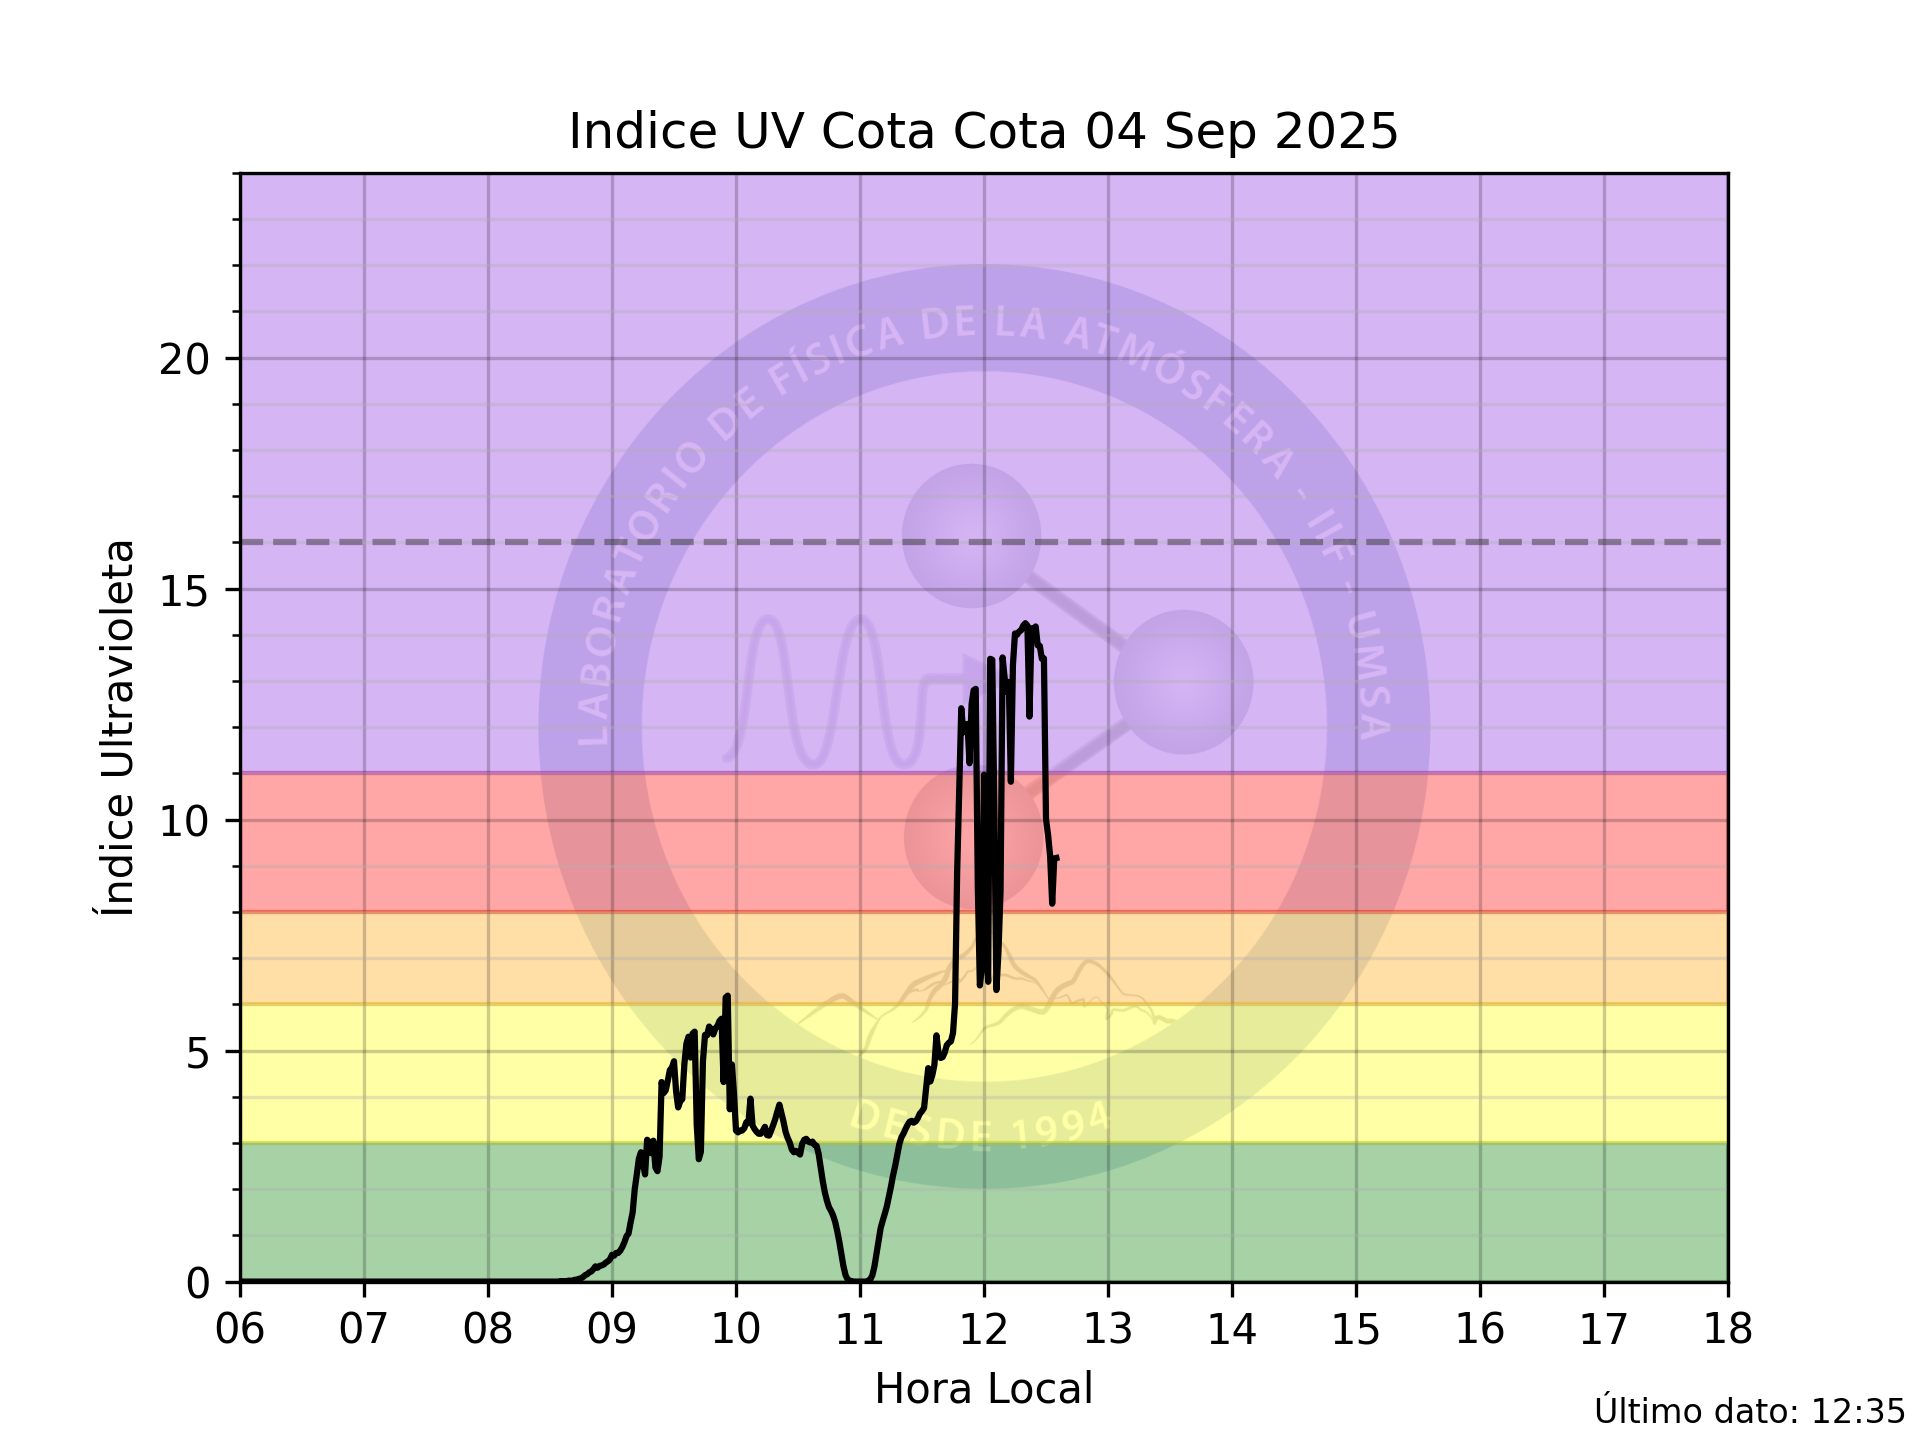 Indice UV Cota Cota 04 Sep 2025
Índice Ultravioleta
20
15
10
5
0
LABORATORIO DE FÍSICA DE LA ATMÓSFERA - IIF - UMSA
DESDE 1994
06 07 08 09 10 11 12 13 14 15 16 17 18
Hora Local
Último dato: 12:35